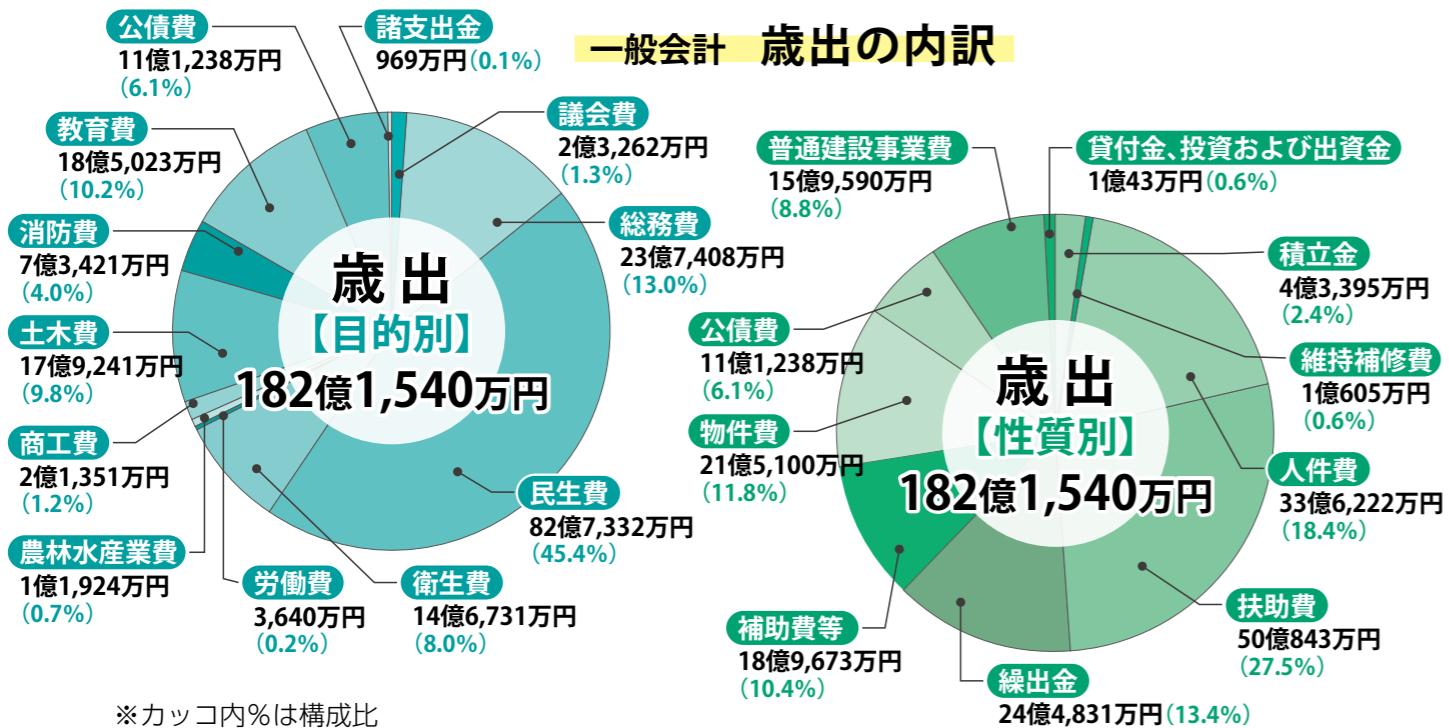 一般会計 歳出の内訳
公債費
11億1,238万円
(6.1%)
諸支出金
969万円(0.1%)
議会費
2億3,262万円
(1.3%)
教育費
18億5,023万円
(10.2%)
総務費
23億7,408万円
(13.0%)
消防費
7億3,421万円
(4.0%)
歳出
【目的別】
182億1,540万円
土木費
17億9,241万円
(9.8%)
商工費
2億1,351万円
(1.2%)
民生費
82億7,332万円
(45.4%)
農林水産業費
1億1,924万円
(0.7%)
労働費
3,640万円
(0.2%)
衛生費
14億6,731万円
(8.0%)
普通建設事業費
15億9,590万円
(8.8%)
貸付金、投資および出資金
1億43万円(0.6%)
積立金
4億3,395万円
(2.4%)
公債費
11億1,238万円
(6.1%)
維持補修費
1億605万円
(0.6%)
歳出
【性質別】
182億1,540万円
物件費
21億5,100万円
(11.8%)
人件費
33億6,222万円
(18.4%)
扶助費
50億843万円
(27.5%)
補助費等
18億9,673万円
(10.4%)
繰出金
24億4,831万円(13.4%)
※カッコ内%は構成比